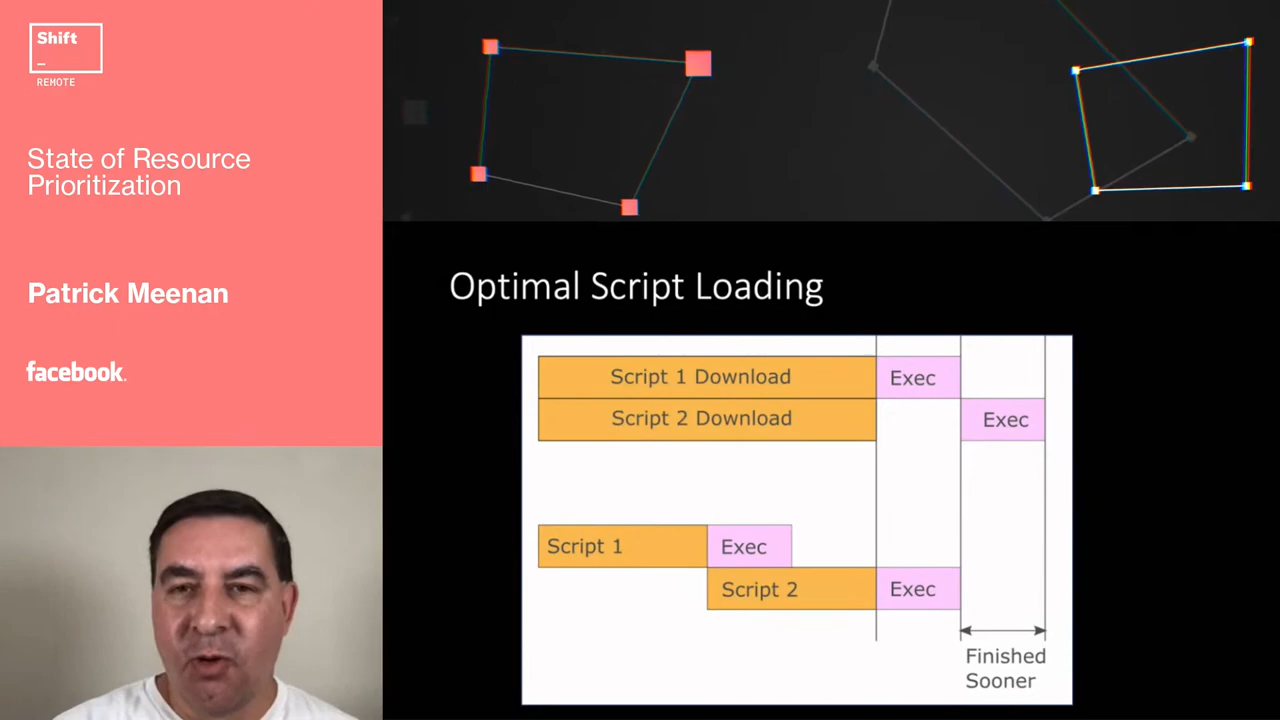 Shift
_
REMOTE
State of Resource
Prioritization
Patrick Meenan
facebook.
Optimal Script Loading
Script 1 Download
Exec
Script 2 Download
Exec
Script 1
Exec
Script 2
Exec
Finished
Sooner